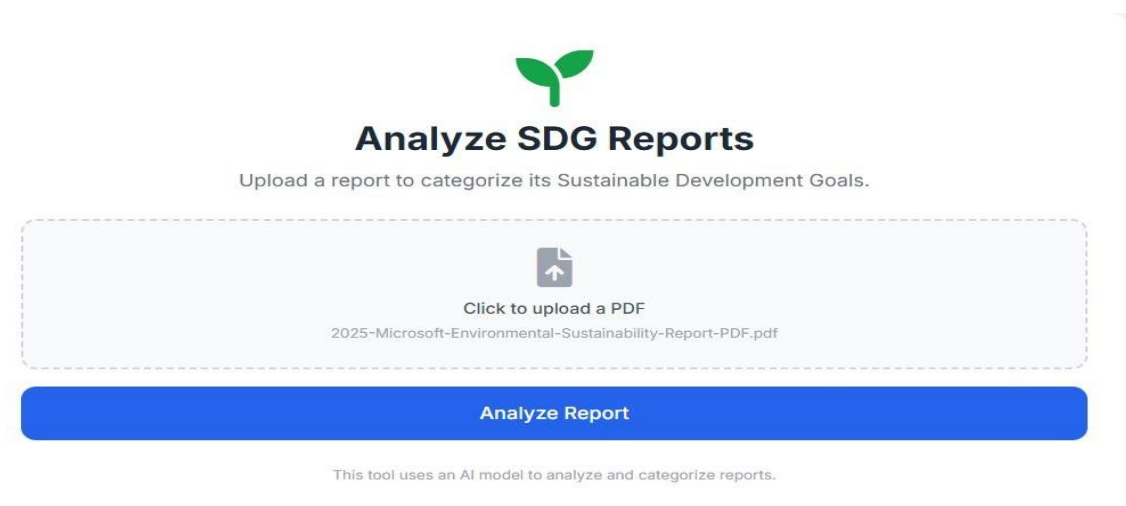 Analyze SDG Reports
Upload a report to categorize its Sustainable Development Goals.
Click to upload a PDF
2025-Microsoft-Environmental-Sustainability-Report-PDF.pdf
Analyze Report
This tool uses an AI model to analyze and categorize reports.